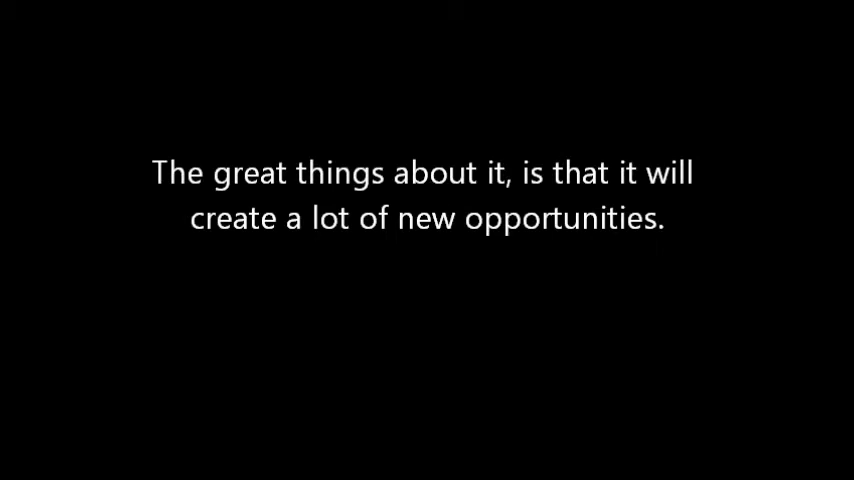 The great things about it, is that it will
create a lot of new opportunities.